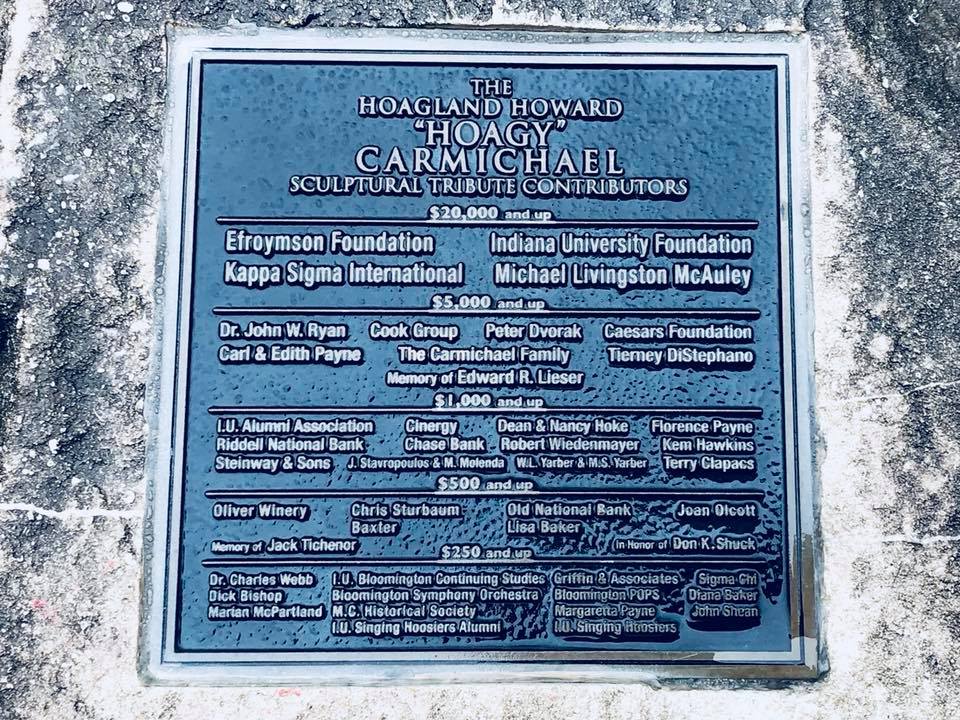 THE
HOAGLAND HOWARD
"HOAGY"
CARMICHAEL
SCULPTURAL TRIBUTE CONTRIBUTORS
$20,000 and up
Efroymson Foundation Indiana University Foundation
Kappa Sigma International Michael Livingston McAuley
$5,000 and up
Dr. John W. Ryan Cook Group Peter Dvorak Caesars Foundation
Carl & Edith Payne The Carmichael Family Tierney DiStephano
Memory of Edward R. Lieser
$1,000 and up
I.U. Alumni Association Cinergy Dean & Nancy Hoke Florence Payne
Riddell National Bank Chase Bank Robert Wiedenmayer Kem Hawkins
Steinway & Sons J. Stavropoulos & M. Molenda W.L. Yarber & M.S. Yarber Terry Clapacs
$500 and up
Oliver Winery Chris Sturbaum Old National Bank Joan Olcott
Baxter Lisa Baker
Memory of Jack Tichenor In Honor of Don K. Shuck
$250 and up
Dr. Charles Webb I.U. Bloomington Continuing Studies Griffin & Associates Sigma Chi
Dick Bishop Bloomington Symphony Orchestra Bloomington POPS Diana Baker
Marian McPartland M.C. Historical Society Margaretta Payne John Shean
I.U. Singing Hoosiers Alumni I.U. Singing Hoosiers